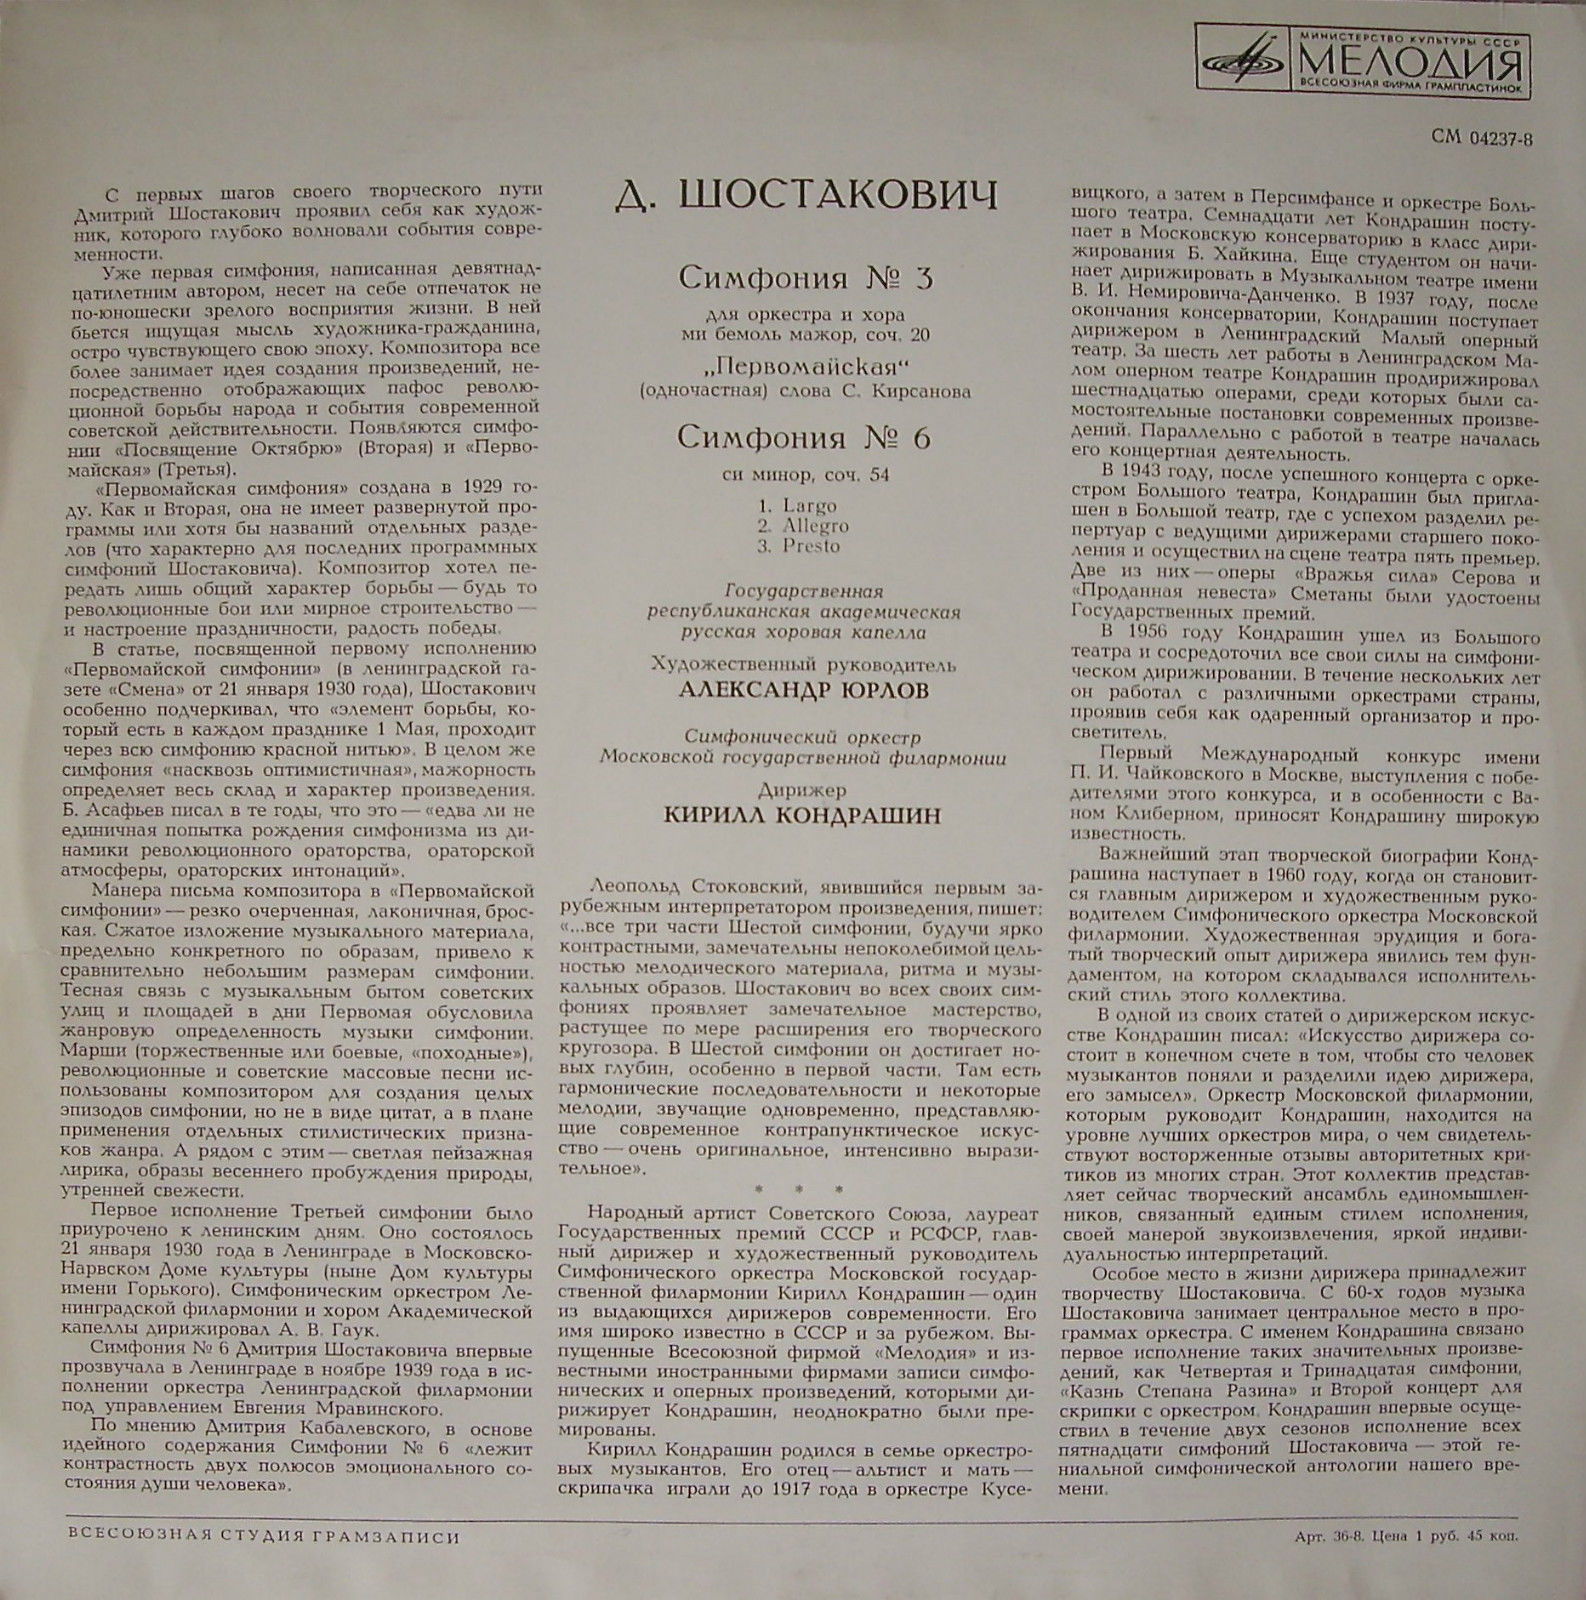 МИНИСТЕРСТВО КУЛЬТУРЫ СССР
МЕЛОДИЯ
ВСЕСОЮЗНАЯ ФИРМА ГРАМПЛАСТИНОК
СМ 04237-8
С первых шагов своего творческого пути
Дмитрий Шостакович проявил себя как худож-
ник, которого глубоко волновали события совре-
менности.
Уже первая симфония, написанная девятнад-
цатилетним автором, несет на себе отпечаток не
по-юношески зрелого восприятия жизни. В ней
бьется ищущая мысль художника-гражданина,
остро чувствующего свою эпоху. Композитора все
более занимает идея создания произведений, не-
посредственно отображающих пафос револю-
ционной борьбы народа и события современной
советской действительности. Появляются симфо-
нии «Посвящение Октябрю» (Вторая) и «Перво-
майская» (Третья).
«Первомайская симфония» создана в 1929 го-
ду. Как и Вторая, она не имеет развернутой про-
граммы или хотя бы названий отдельных разде-
лов (что характерно для последних программных
симфоний Шостаковича). Композитор хотел пе-
редать лишь общий характер борьбы — будь то
революционные бои или мирное строительство —
и настроение праздничности, радость победы.
В статье, посвященной первому исполнению
«Первомайской симфонии» (в ленинградской га-
зете «Смена» от 21 января 1930 года), Шостакович
особенно подчеркивал, что «элемент борьбы, ко-
торый есть в каждом празднике 1 Мая, проходит
через всю симфонию красной нитью». В целом же
симфония «насквозь оптимистичная», мажорность
определяет весь склад и характер произведения.
Б. Асафьев писал в те годы, что это — «едва ли не
единичная попытка рождения симфонизма из ди-
намики революционного ораторства, ораторской
атмосферы, ораторских интонаций».
Манера письма композитора в «Первомайской
симфонии» — резко очерченная, лаконичная, брос-
кая. Сжатое изложение музыкального материала,
предельно конкретного по образам, привело к
сравнительно небольшим размерам симфонии.
Тесная связь с музыкальным бытом советских
улиц и площадей в дни Первомая обусловила
жанровую определенность музыки симфонии.
Марши (торжественные или боевые, «походные»),
революционные и советские массовые песни ис-
пользованы композитором для создания целых
эпизодов симфонии, но не в виде цитат, а в плане
применения отдельных стилистических призна-
ков жанра. А рядом с этим — светлая пейзажная
лирика, образы весеннего пробуждения природы,
утренней свежести.
Первое исполнение Третьей симфонии было
приурочено к ленинским дням. Оно состоялось
21 января 1930 года в Ленинграде в Московско-
Нарвском Доме культуры (ныне Дом культуры
имени Горького). Симфоническим оркестром Ле-
нинградской филармонии и хором Академической
капеллы дирижировал А. В. Гаук.
Симфония № 6 Дмитрия Шостаковича впервые
прозвучала в Ленинграде в ноябре 1939 года в ис-
полнении оркестра Ленинградской филармонии
под управлением Евгения Мравинского.
По мнению Дмитрия Кабалевского, в основе
идейного содержания Симфонии № 6 «лежит
контрастность двух полюсов эмоционального со-
стояния души человека».
Д. ШОСТАКОВИЧ
Симфония № 3
для оркестра и хора
ми бемоль мажор, соч. 20
„Первомайская“
(одночастная) слова С. Кирсанова
Симфония № 6
си минор, соч. 54
1. Largo
2. Allegro
3. Presto
Государственная
республиканская академическая
русская хоровая капелла
Художественный руководитель
АЛЕКСАНДР ЮРЛОВ
Симфонический оркестр
Московской государственной филармонии
Дирижер
КИРИЛЛ КОНДРАШИН
Леопольд Стоковский, явившийся первым за-
рубежным интерпретатором произведения, пишет:
«...все три части Шестой симфонии, будучи ярко
контрастными, замечательны непоколебимой цель-
ностью мелодического материала, ритма и музы-
кальных образов. Шостакович во всех своих сим-
фониях проявляет замечательное мастерство,
растущее по мере расширения его творческого
кругозора. В Шестой симфонии он достигает но-
вых глубин, особенно в первой части. Там есть
гармонические последовательности и некоторые
мелодии, звучащие одновременно, представляю-
щие современное контрапунктическое искус-
ство — очень оригинальное, интенсивно вырази-
тельное».
* * *
Народный артист Советского Союза, лауреат
Государственных премий СССР и РСФСР, глав-
ный дирижер и художественный руководитель
Симфонического оркестра Московской государ-
ственной филармонии Кирилл Кондрашин — один
из выдающихся дирижеров современности. Его
имя широко известно в СССР и за рубежом. Вы-
пущенные Всесоюзной фирмой «Мелодия» и из-
вестными иностранными фирмами записи симфо-
нических и оперных произведений, которыми ди-
рижирует Кондрашин, неоднократно были пре-
мированы.
Кирилл Кондрашин родился в семье оркестро-
вых музыкантов. Его отец — альтист и мать —
скрипачка играли до 1917 года в оркестре Кусе-
вицкого, а затем в Персимфансе и оркестре Боль-
шого театра. Семнадцати лет Кондрашин посту-
пает в Московскую консерваторию в класс дири-
жирования Б. Хайкина. Еще студентом он начи-
нает дирижировать в Музыкальном театре имени
В. И. Немировича-Данченко. В 1937 году, после
окончания консерватории, Кондрашин поступает
дирижером в Ленинградский Малый оперный
театр. За шесть лет работы в Ленинградском Ма-
лом оперном театре Кондрашин продирижировал
шестнадцатью операми, среди которых были са-
мостоятельные постановки современных произве-
дений. Параллельно с работой в театре началась
его концертная деятельность.
В 1943 году, после успешного концерта с орке-
стром Большого театра, Кондрашин был пригла-
шен в Большой театр, где с успехом разделил ре-
пертуар с ведущими дирижерами старшего поко-
ления и осуществил на сцене театра пять премьер.
Две из них — оперы «Вражья сила» Серова и
«Проданная невеста» Сметаны были удостоены
Государственных премий.
В 1956 году Кондрашин ушел из Большого
театра и сосредоточил все свои силы на симфони-
ческом дирижировании. В течение нескольких лет
он работал с различными оркестрами страны,
проявив себя как одаренный организатор и про-
светитель.
Первый Международный конкурс имени
П. И. Чайковского в Москве, выступления с побе-
дителями этого конкурса, и в особенности с Ва-
ном Клиберном, приносят Кондрашину широкую
известность.
Важнейший этап творческой биографии Конд-
рашина наступает в 1960 году, когда он становит-
ся главным дирижером и художественным руко-
водителем Симфонического оркестра Московской
филармонии. Художественная эрудиция и бога-
тый творческий опыт дирижера явились тем фун-
даментом, на котором складывался исполнитель-
ский стиль этого коллектива.
В одной из своих статей о дирижерском искус-
стве Кондрашин писал: «Искусство дирижера со-
стоит в конечном счете в том, чтобы сто человек
музыкантов поняли и разделили идею дирижера,
его замысел». Оркестр Московской филармонии,
которым руководит Кондрашин, находится на
уровне лучших оркестров мира, о чем свидетель-
ствуют восторженные отзывы авторитетных кри-
тиков из многих стран. Этот коллектив представ-
ляет сейчас творческий ансамбль единомышлен-
ников, связанный единым стилем исполнения,
своей манерой звукоизвлечения, яркой индиви-
дуальностью интерпретаций.
Особое место в жизни дирижера принадлежит
творчеству Шостаковича. С 60-х годов музыка
Шостаковича занимает центральное место в про-
граммах оркестра. С именем Кондрашина связано
первое исполнение таких значительных произве-
дений, как Четвертая и Тринадцатая симфонии,
«Казнь Степана Разина» и Второй концерт для
скрипки с оркестром. Кондрашин впервые осуще-
ствил в течение двух сезонов исполнение всех
пятнадцати симфоний Шостаковича — этой ге-
ниальной симфонической антологии нашего вре-
мени.
ВСЕСОЮЗНАЯ СТУДИЯ ГРАМЗАПИСИ
Арт. 36-8. Цена 1 руб. 45 коп.